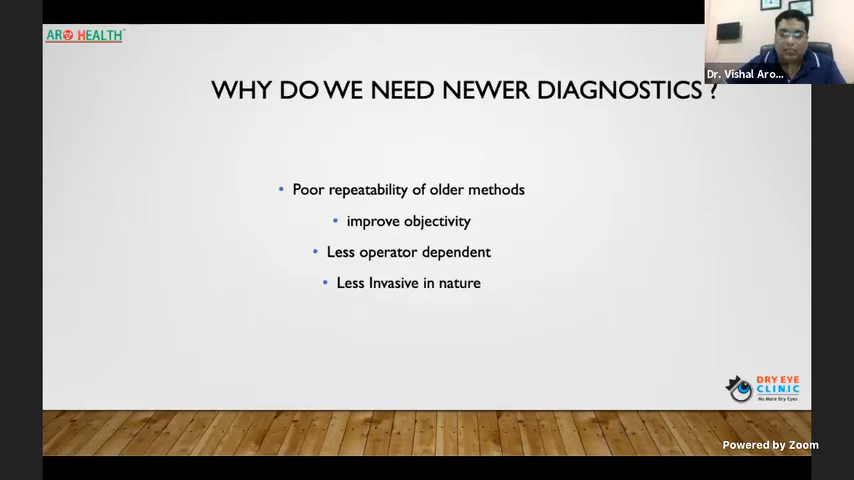 ARO HEALTH
Dr. Vishal Aro...
WHY DO WE NEED NEWER DIAGNOSTICS ?
• Poor repeatability of older methods
• improve objectivity
• Less operator dependent
• Less Invasive in nature
DRY EYE
CLINIC
No More Dry Eyes
Powered by Zoom